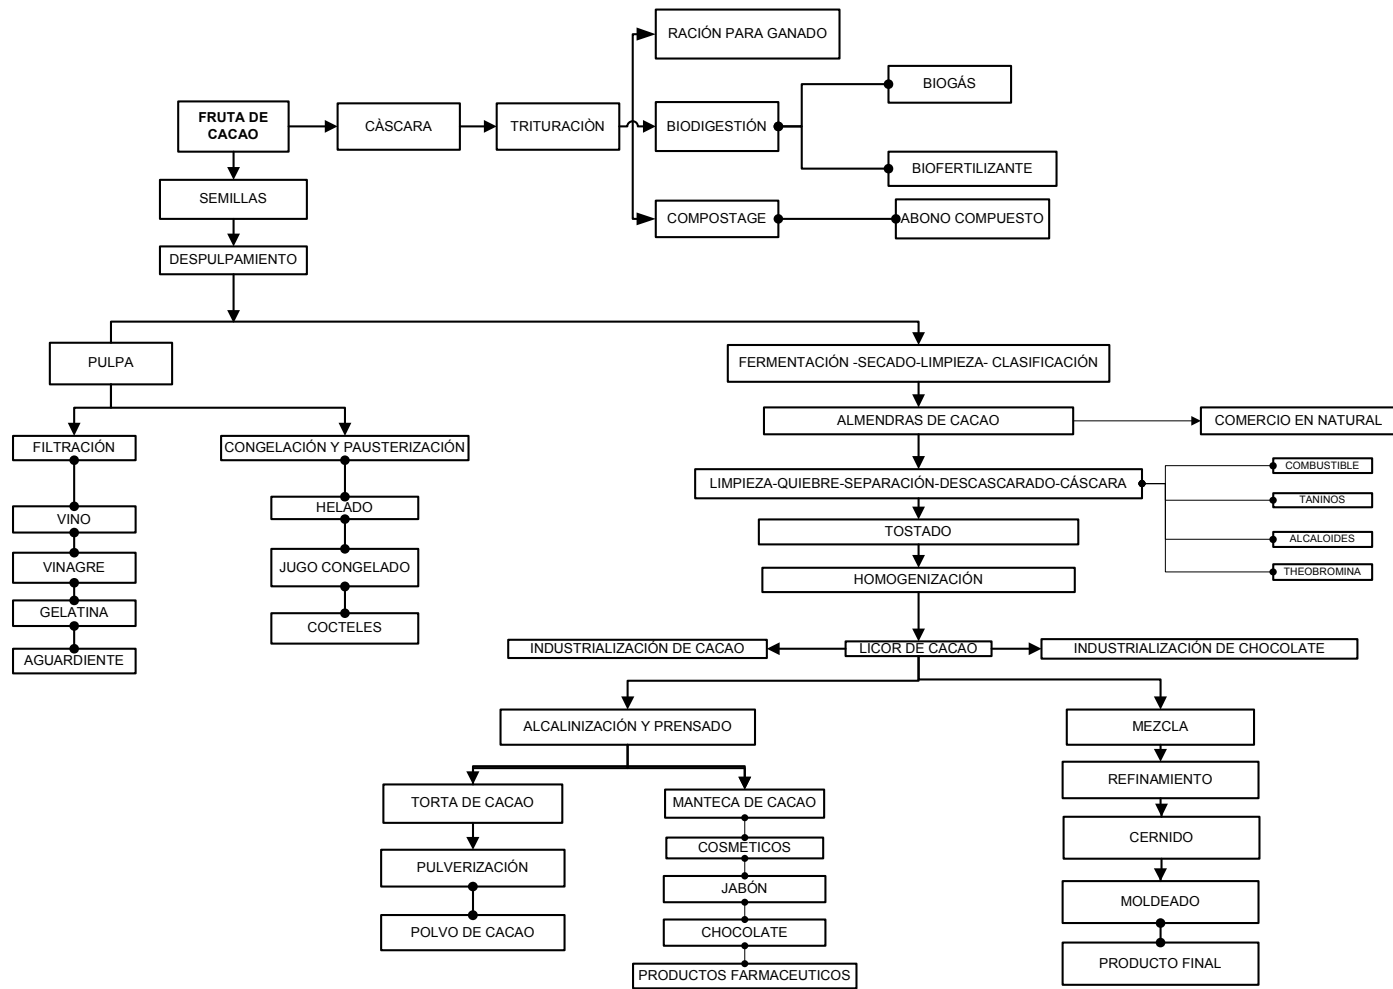 RACIÓN PARA GANADO
BIOGÁS
FRUTA DE
CACAO
CÀSCARA
TRITURACIÒN
BIODIGESTIÓN
BIOFERTILIZANTE
SEMILLAS
COMPOSTAGE
ABONO COMPUESTO
DESPULPAMIENTO
PULPA
FERMENTACIÓN -SECADO-LIMPIEZA- CLASIFICACIÓN
ALMENDRAS DE CACAO
COMERCIO EN NATURAL
FILTRACIÓN
CONGELACIÓN Y PAUSTERIZACIÓN
LIMPIEZA-QUIEBRE-SEPARACIÓN-DESCASCARADO-CÁSCARA
COMBUSTIBLE
TANINOS
ALCALOIDES
THEOBROMINA
HELADO
VINO
TOSTADO
VINAGRE
JUGO CONGELADO
HOMOGENIZACIÓN
GELATINA
COCTELES
AGUARDIENTE
INDUSTRIALIZACIÓN DE CACAO
LICOR DE CACAO
INDUSTRIALIZACIÓN DE CHOCOLATE
ALCALINIZACIÓN Y PRENSADO
MEZCLA
REFINAMIENTO
TORTA DE CACAO
MANTECA DE CACAO
CERNIDO
COSMÉTICOS
PULVERIZACIÓN
JABÓN
MOLDEADO
POLVO DE CACAO
CHOCOLATE
PRODUCTO FINAL
PRODUCTOS FARMACEUTICOS